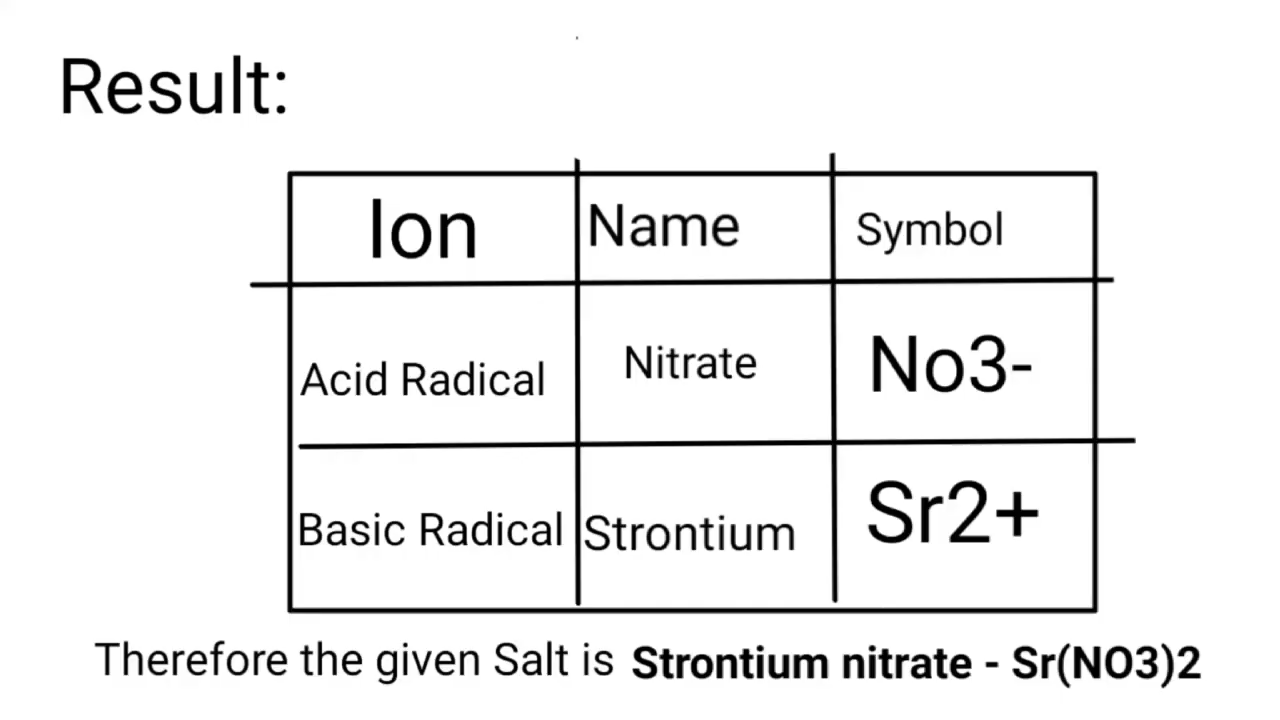 Result:
Ion Name Symbol
Acid Radical Nitrate No3-
Basic Radical Strontium Sr2+
Therefore the given Salt is Strontium nitrate - Sr(NO3)2